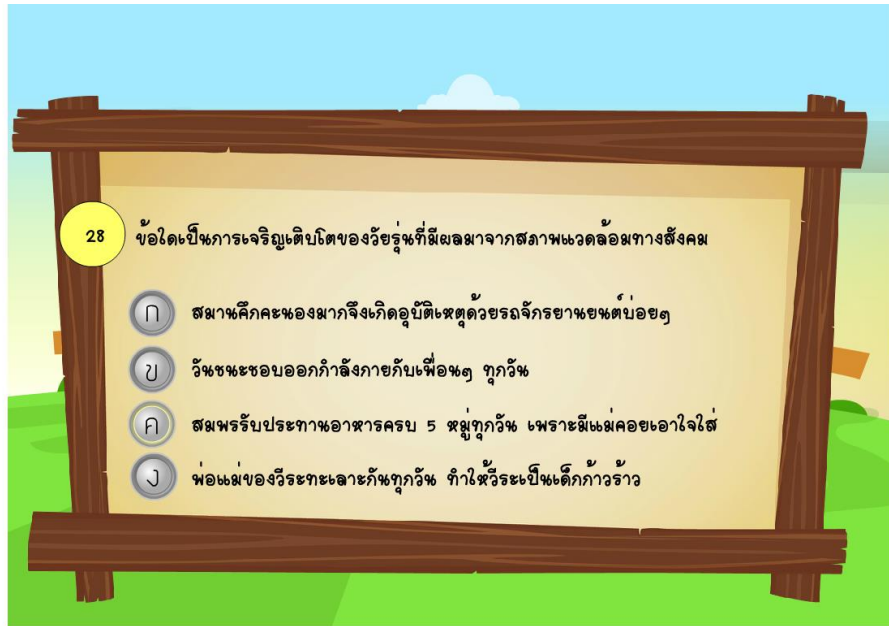 28 ข้อใดเป็นการเจริญเติบโตของวัยรุ่นที่มีผลมาจากสภาพแวดล้อมทางสังคม
ก สมานคึกคะนองมากจึงเกิดอุบัติเหตุด้วยรถจักรยานยนต์บ่อยๆ
ข วันชนะชอบออกกำลังกายกับเพื่อนๆ ทุกวัน
ค สมพรรับประทานอาหารครบ 5 หมู่ทุกวัน เพราะมีแม่คอยเอาใจใส่
ง พ่อแม่ของวีระทะเลาะกันทุกวัน ทำให้วีระเป็นเด็กก้าวร้าว